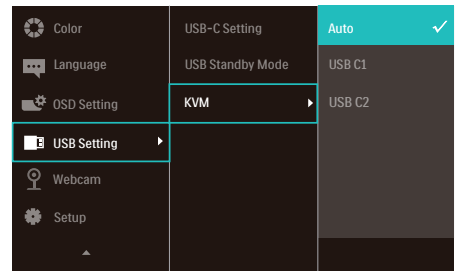 Color
Language
OSD Setting
USB Setting
Webcam
Setup
USB-C Setting
USB Standby Mode
KVM
Auto
USB C1
USB C2